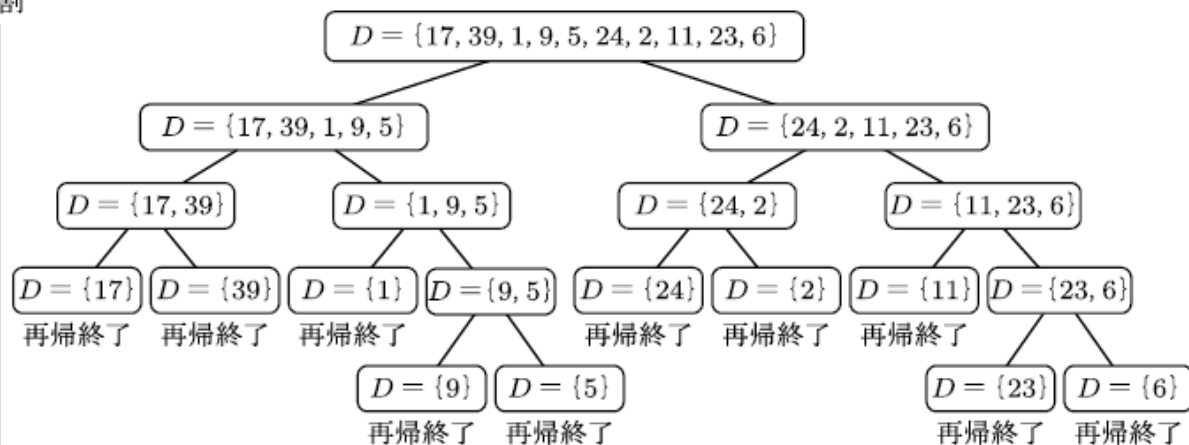 割
D = {17, 39, 1, 9, 5, 24, 2, 11, 23, 6}
D = {17, 39, 1, 9, 5}
D = {24, 2, 11, 23, 6}
D = {17, 39}
D = {1, 9, 5}
D = {24, 2}
D = {11, 23, 6}
D = {17}
D = {39}
D = {1}
D = {9, 5}
D = {24}
D = {2}
D = {11}
D = {23, 6}
再帰終了
再帰終了
再帰終了
再帰終了
再帰終了
再帰終了
D = {9}
D = {5}
D = {23}
D = {6}
再帰終了
再帰終了
再帰終了
再帰終了